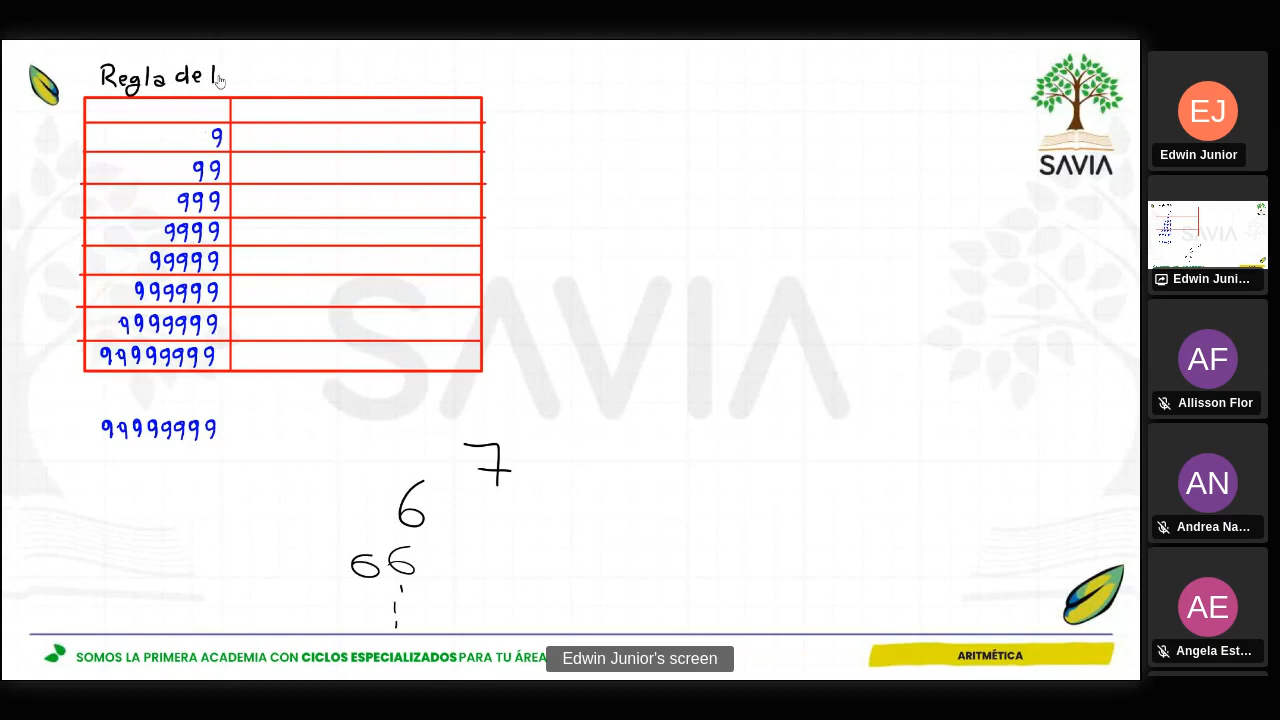 Regla de l
9
99
999
9999
99999
999999
9999999
99999999
99999999
7
6
66
SAVIA
SAVIA
SOMOS LA PRIMERA ACADEMIA CON CICLOS ESPECIALIZADOS PARA TU ÁREA
Edwin Junior's screen
ARITMÉTICA
EJ
Edwin Junior
SAVIA
Edwin Juni...
AF
Allisson Flor
AN
Andrea Na...
AE
Angela Est...